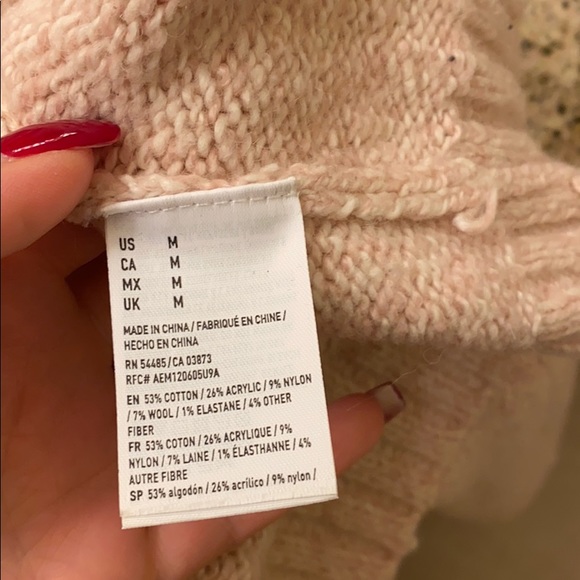 US M
CA M
MX M
UK M
MADE IN CHINA / FABRIQUÉ EN CHINE /
HECHO EN CHINA
RN 54485/CA 03873
RFC# AEM120605U9A
EN 53% COTTON / 26% ACRYLIC / 9% NYLON
/ 7% WOOL / 1% ELASTANE / 4% OTHER
FIBER
FR 53% COTON / 26% ACRYLIQUE / 9%
NYLON / 7% LAINE / 1% ÉLASTHANNE / 4%
AUTRE FIBRE
SP 53% algodón / 26% acrílico / 9% nylon /